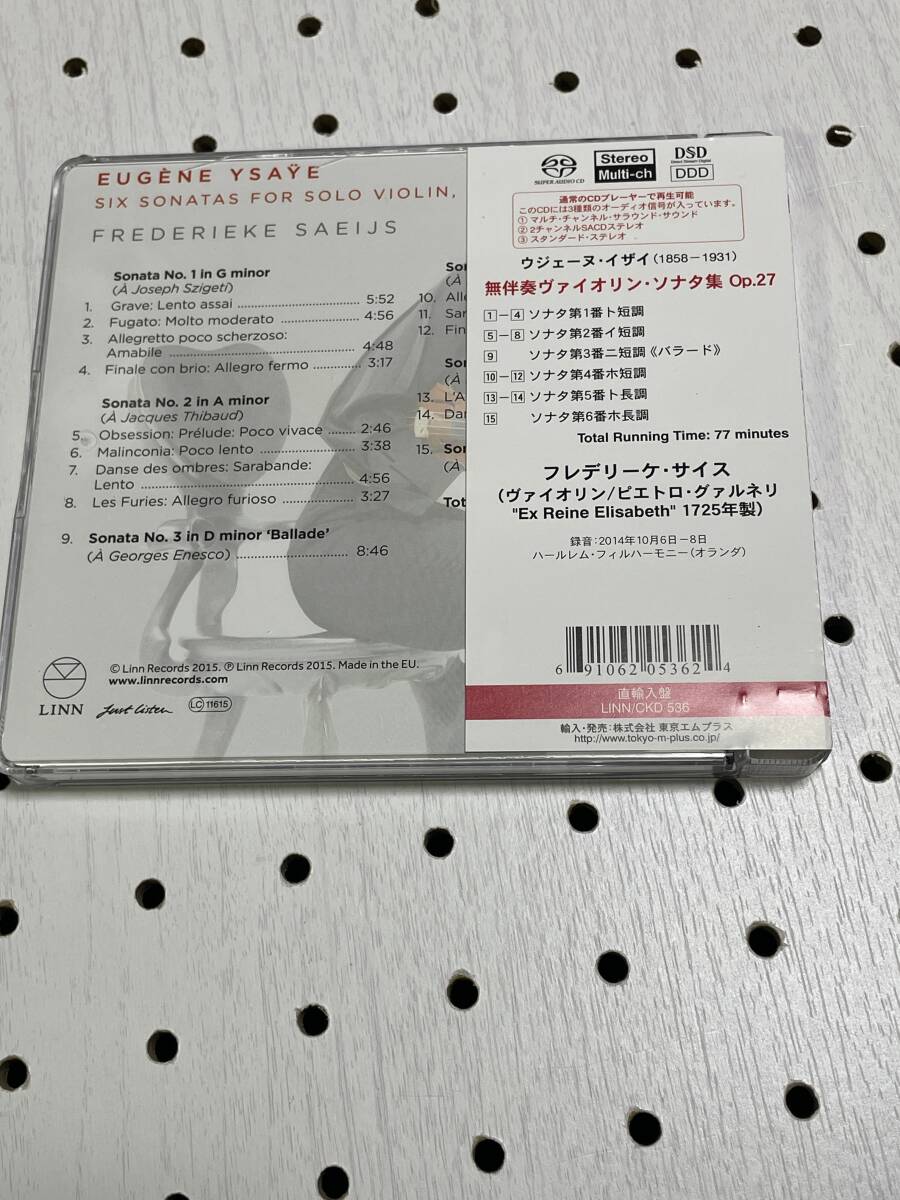 EUGÈNE YSAŸE
SIX SONATAS FOR SOLO VIOLIN,
FREDERIEKE SAEIJS
Sonata No. 1 in G minor
(À Joseph Szigeti)
1. Grave: Lento assai 5:52
2. Fugato: Molto moderato 4:56
3. Allegretto poco scherzoso:
Amabile 4:48
4. Finale con brio: Allegro fermo 3:17
Sonata No. 2 in A minor
(À Jacques Thibaud)
5. Obsession: Prélude: Poco vivace 2:46
6. Malinconia: Poco lento 3:38
7. Danse des ombres: Sarabande:
Lento 4:56
8. Les Furies: Allegro furioso 3:27
9. Sonata No. 3 in D minor ‘Ballade’
(À Georges Enesco) 8:46
Son
(À
10. Alle
11. Sar
12. Fin
Son
(À
13. L'A
14. Dan
15. Son
(À
Tot
© Linn Records 2015. ℗ Linn Records 2015. Made in the EU.
www.linnrecords.com
LINN just listen LC 11615
SUPER AUDIO CD
Stereo
Multi-ch
DSD
Direct Stream Digital
DDD
通常のCDプレーヤーで再生可能
このCDには3種類のオーディオ信号が入っています。
① マルチ・チャンネル・サラウンド・サウンド
② 2チャンネルSACDステレオ
③ スタンダード・ステレオ
ウジェーヌ・イザイ(1858－1931)
無伴奏ヴァイオリン・ソナタ集 Op.27
1－4 ソナタ第1番ト短調
5－8 ソナタ第2番イ短調
9 ソナタ第3番ニ短調《バラード》
10－12 ソナタ第4番ホ短調
13－14 ソナタ第5番ト長調
15 ソナタ第6番ホ長調
Total Running Time: 77 minutes
フレデリーケ・サイス
(ヴァイオリン/ピエトロ・グァルネリ
"Ex Reine Elisabeth" 1725年製)
録音:2014年10月6日－8日
ハールレム・フィルハーモニー(オランダ)
6 91062 05362 4
直輸入盤
LINN/CKD 536
輸入・発売:株式会社 東京エムプラス
http://www.tokyo-m-plus.co.jp/